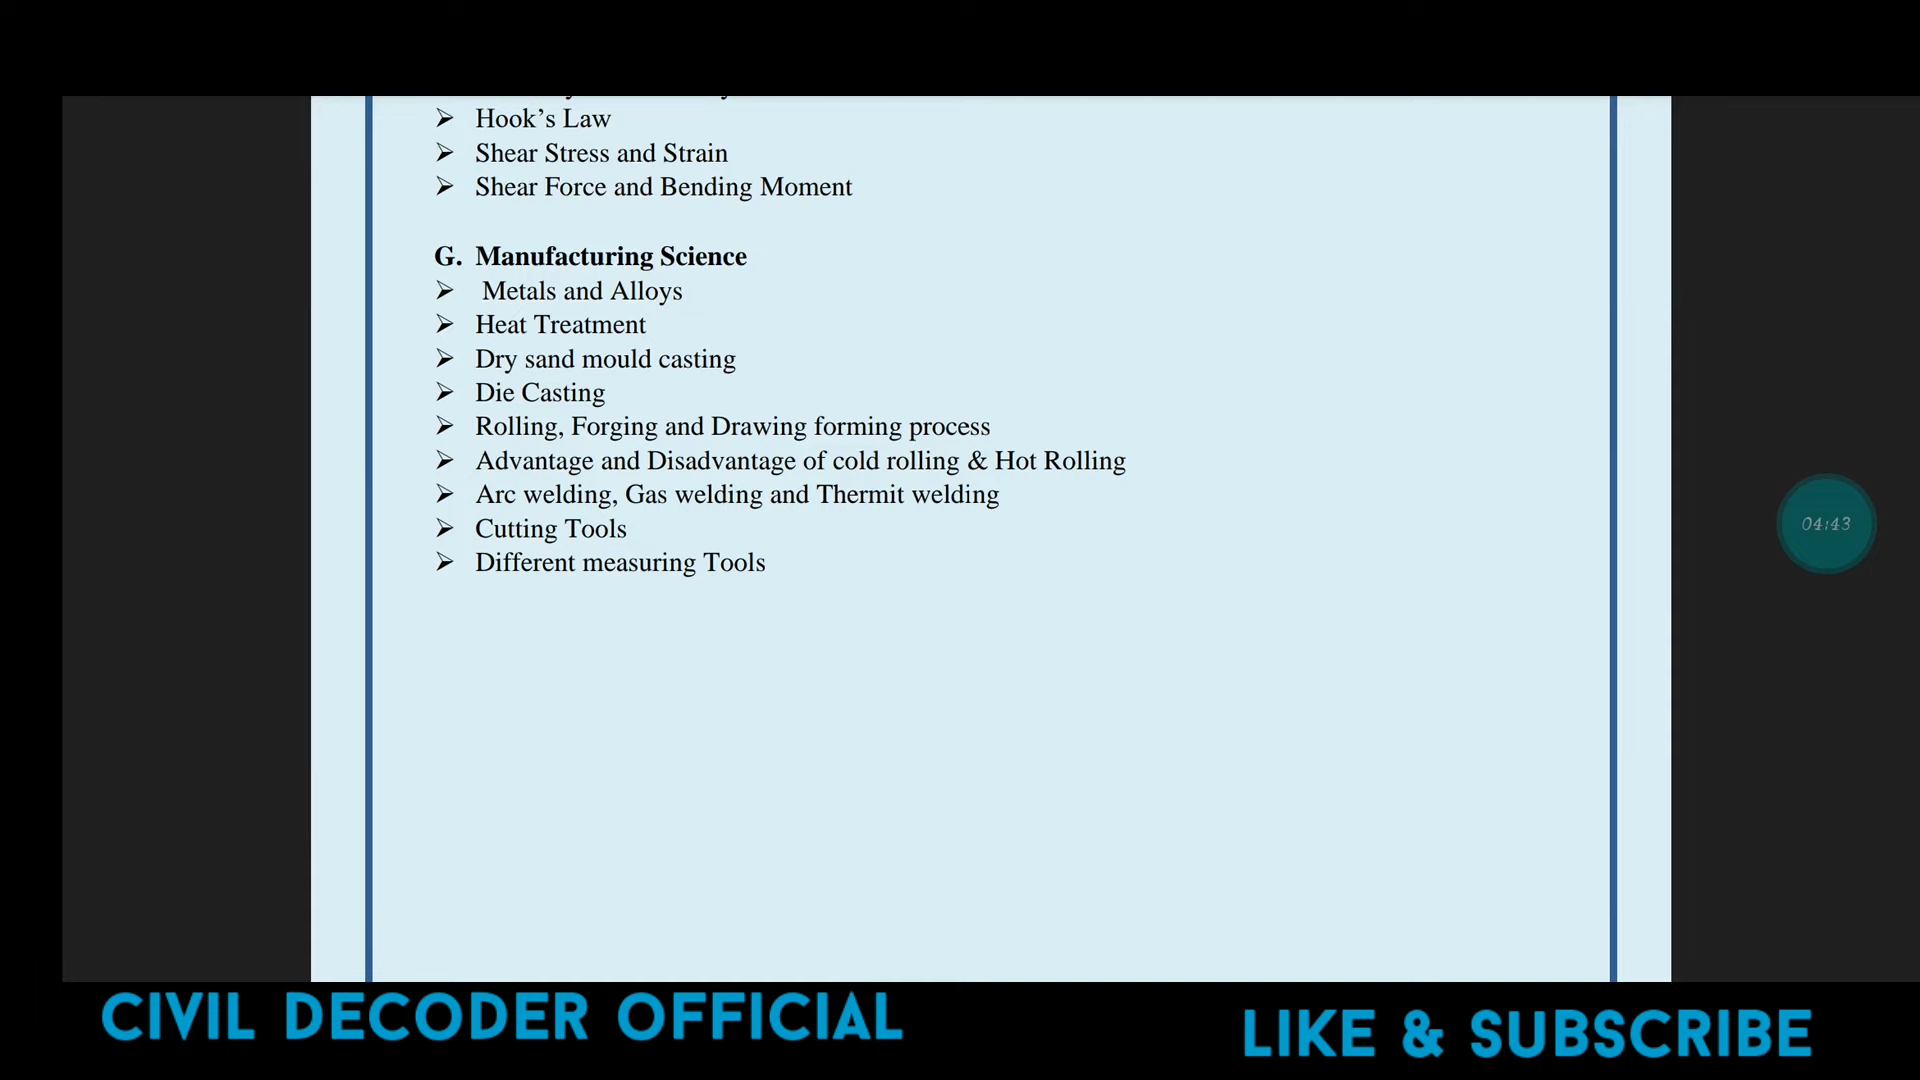 ➢ Hook’s Law
➢ Shear Stress and Strain
➢ Shear Force and Bending Moment
G. Manufacturing Science
➢ Metals and Alloys
➢ Heat Treatment
➢ Dry sand mould casting
➢ Die Casting
➢ Rolling, Forging and Drawing forming process
➢ Advantage and Disadvantage of cold rolling & Hot Rolling
➢ Arc welding, Gas welding and Thermit welding
➢ Cutting Tools
➢ Different measuring Tools
04:43
CIVIL DECODER OFFICIAL
LIKE & SUBSCRIBE